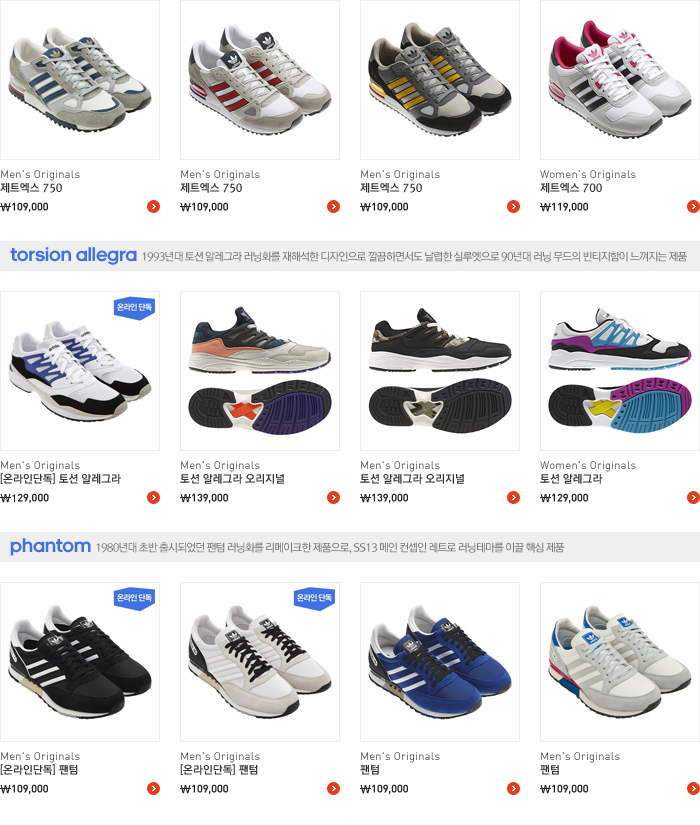 Men's Originals
제트엑스 750
₩109,000
Men's Originals
제트엑스 750
₩109,000
Men's Originals
제트엑스 750
₩109,000
Women's Originals
제트엑스 700
₩119,000
torsion allegra 1993년대 토션 알레그라 러닝화를 재해석한 디자인으로 깔끔하면서도 날렵한 실루엣으로 90년대 러닝 무드의 빈티지함이 느껴지는 제품
온라인 단독
Men's Originals
[온라인단독] 토션 알레그라
₩129,000
Men's Originals
토션 알레그라 오리지널
₩139,000
Men's Originals
토션 알레그라 오리지널
₩139,000
Women's Originals
토션 알레그라
₩129,000
phantom 1980년대 초반 출시되었던 팬텀 러닝화를 리메이크한 제품으로, SS13 메인 컨셉인 레트로 러닝테마를 이끌 핵심 제품
온라인 단독
Men's Originals
[온라인단독] 팬텀
₩109,000
온라인 단독
Men's Originals
[온라인단독] 팬텀
₩109,000
Men's Originals
팬텀
₩109,000
Men's Originals
팬텀
₩109,000